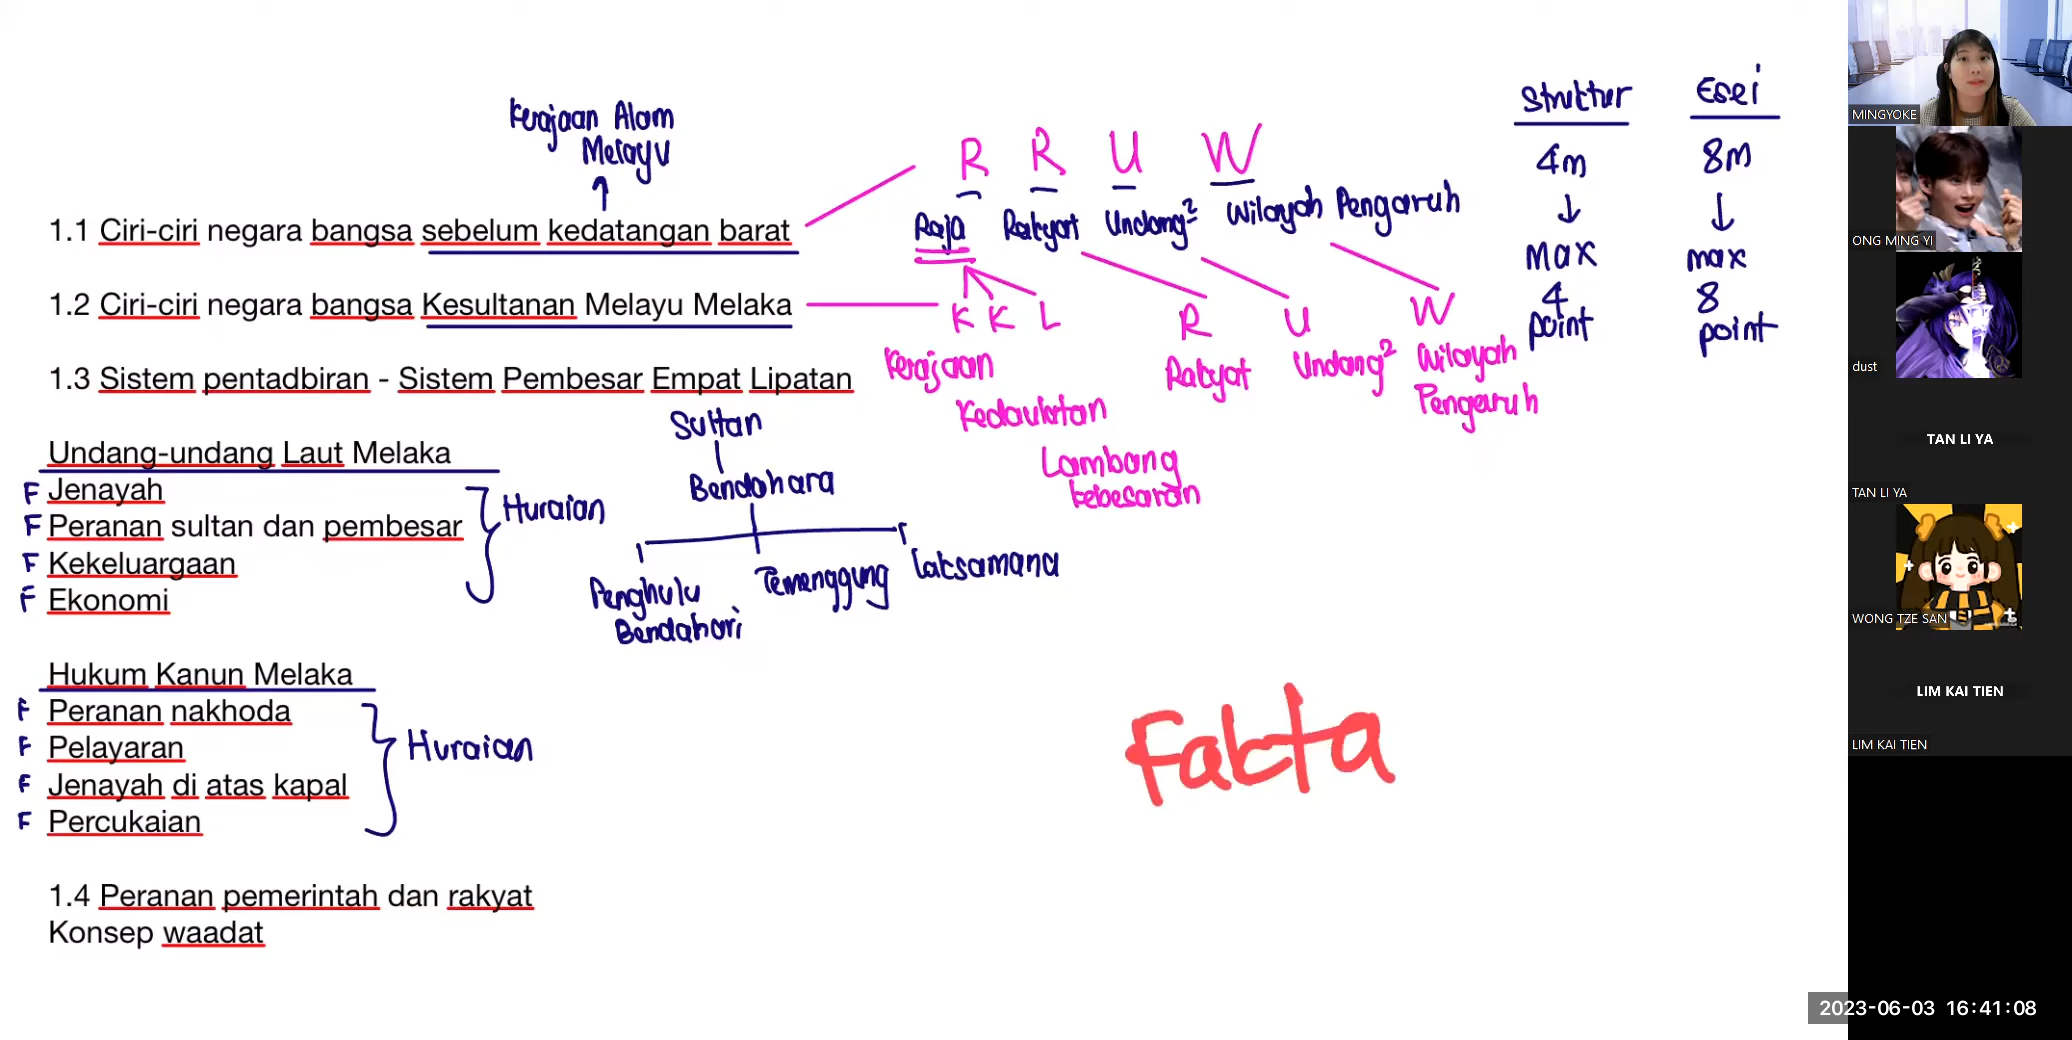 Kerajaan Alam
Melayu
1.1 Ciri-ciri negara bangsa sebelum kedatangan barat
1.2 Ciri-ciri negara bangsa Kesultanan Melayu Melaka
1.3 Sistem pentadbiran - Sistem Pembesar Empat Lipatan
Undang-undang Laut Melaka
F Jenayah
F Peranan sultan dan pembesar
F Kekeluargaan
F Ekonomi
Huraian
Hukum Kanun Melaka
F Peranan nakhoda
F Pelayaran
F Jenayah di atas kapal
F Percukaian
Huraian
1.4 Peranan pemerintah dan rakyat
Konsep waadat
Sultan
Bendahara
Penghulu
Bendahari
Temenggung
Laksamana
R R U W
Raja Rakyat Undang² Wilayah Pengaruh
K K L R U W
Kerajaan
Kedaulatan
Lambang
kebesaran
Rakyat
Undang²
Wilayah
Pengaruh
Struktur
4m
↓
max
4
point
Esei
8m
↓
max
8
point
Fakta
MINGYOKE
ONG MING YI
dust
TAN LI YA
TAN LI YA
WONG TZE SAN
LIM KAI TIEN
LIM KAI TIEN
2023-06-03 16:41:08